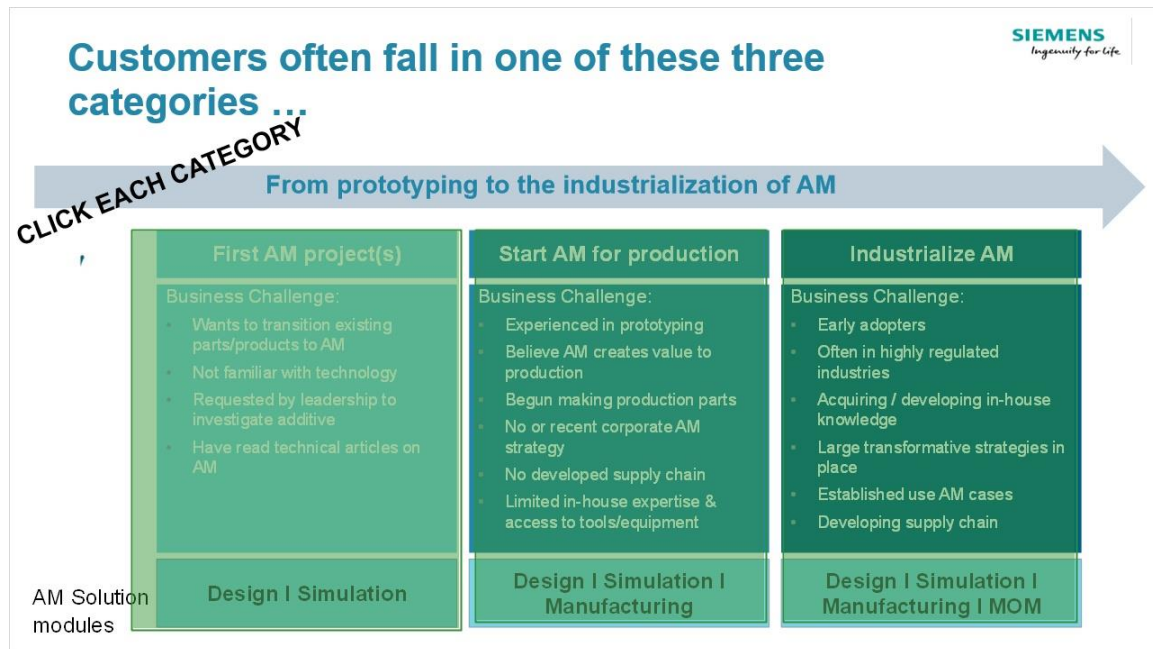 SIEMENS
Ingenuity for life
Customers often fall in one of these three
categories ...
CLICK EACH CATEGORY
From prototyping to the industrialization of AM
First AM project(s)
Business Challenge:
• Wants to transition existing
parts/products to AM
• Not familiar with technology
• Requested by leadership to
investigate additive
• Have read technical articles on
AM
Design I Simulation
Start AM for production
Business Challenge:
• Experienced in prototyping
• Believe AM creates value to
production
• Begun making production parts
• No or recent corporate AM
strategy
• No developed supply chain
• Limited in-house expertise &
access to tools/equipment
Design I Simulation I
Manufacturing
Industrialize AM
Business Challenge:
• Early adopters
• Often in highly regulated
industries
• Acquiring / developing in-house
knowledge
• Large transformative strategies in
place
• Established use AM cases
• Developing supply chain
Design I Simulation I
Manufacturing I MOM
AM Solution
modules